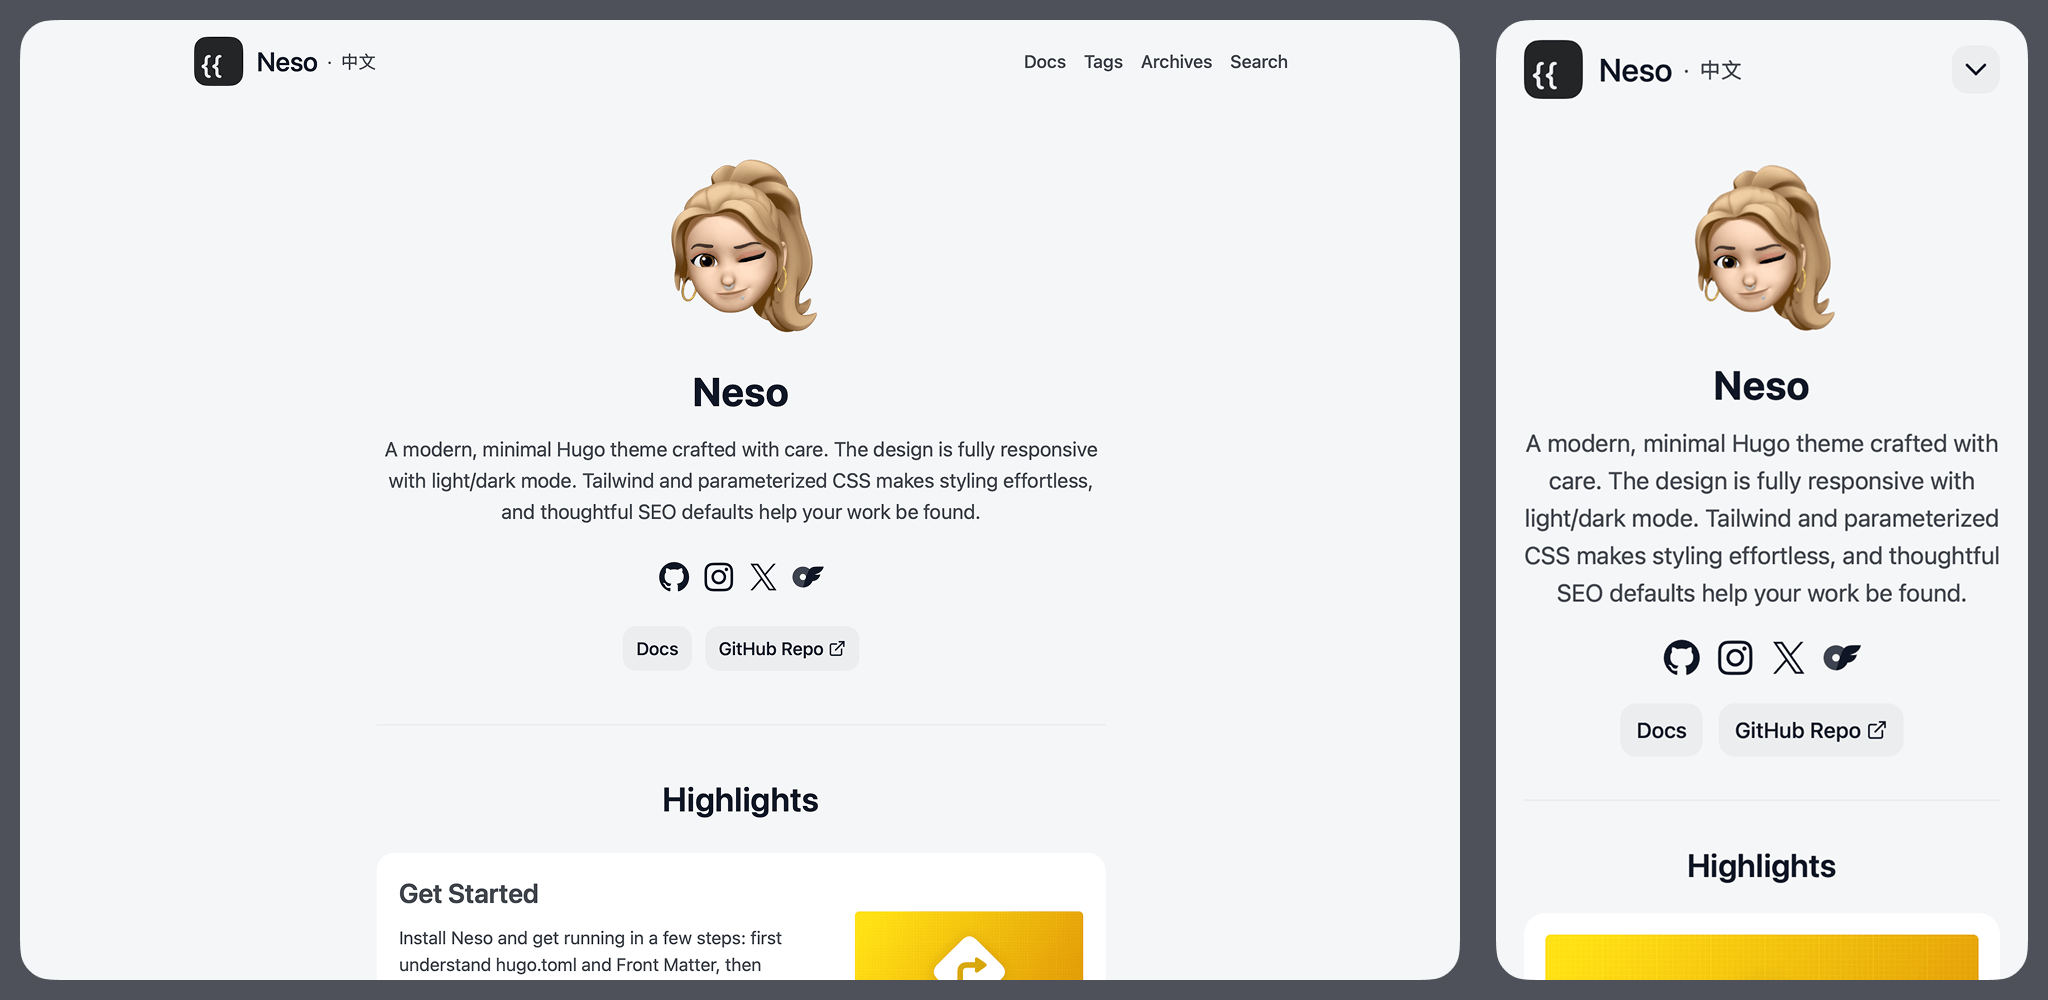 {{ Neso · 中文
Docs Tags Archives Search
Neso
A modern, minimal Hugo theme crafted with care. The design is fully responsive
with light/dark mode. Tailwind and parameterized CSS makes styling effortless,
and thoughtful SEO defaults help your work be found.
Docs GitHub Repo
Highlights
Get Started
Install Neso and get running in a few steps: first
understand hugo.toml and Front Matter, then
{{ Neso · 中文
Neso
A modern, minimal Hugo theme crafted with
care. The design is fully responsive with
light/dark mode. Tailwind and parameterized
CSS makes styling effortless, and thoughtful
SEO defaults help your work be found.
Docs GitHub Repo
Highlights